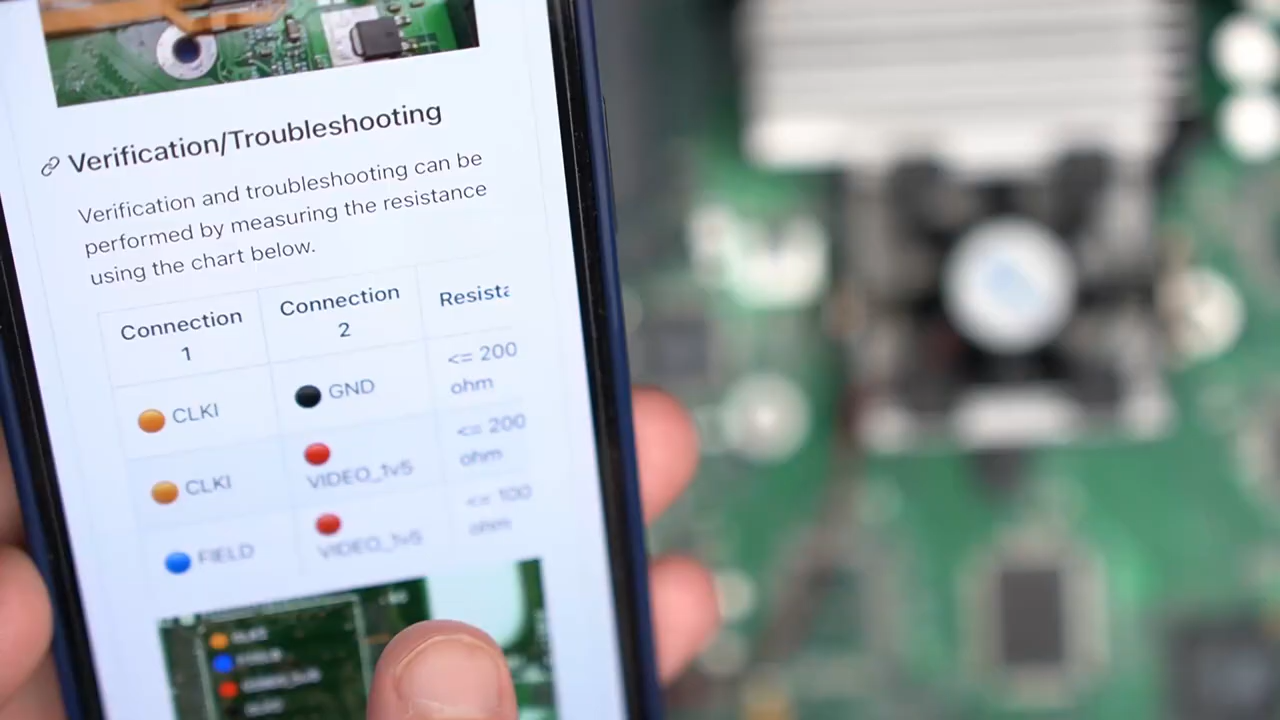 Verification/Troubleshooting
Verification and troubleshooting can be
performed by measuring the resistance
using the chart below.
Connection
1
Connection
2
Resista
CLKI
GND
<= 200
ohm
CLKI
VIDEO_1v5
<= 200
ohm
FIELD
VIDEO_1v5
<= 100
ohm